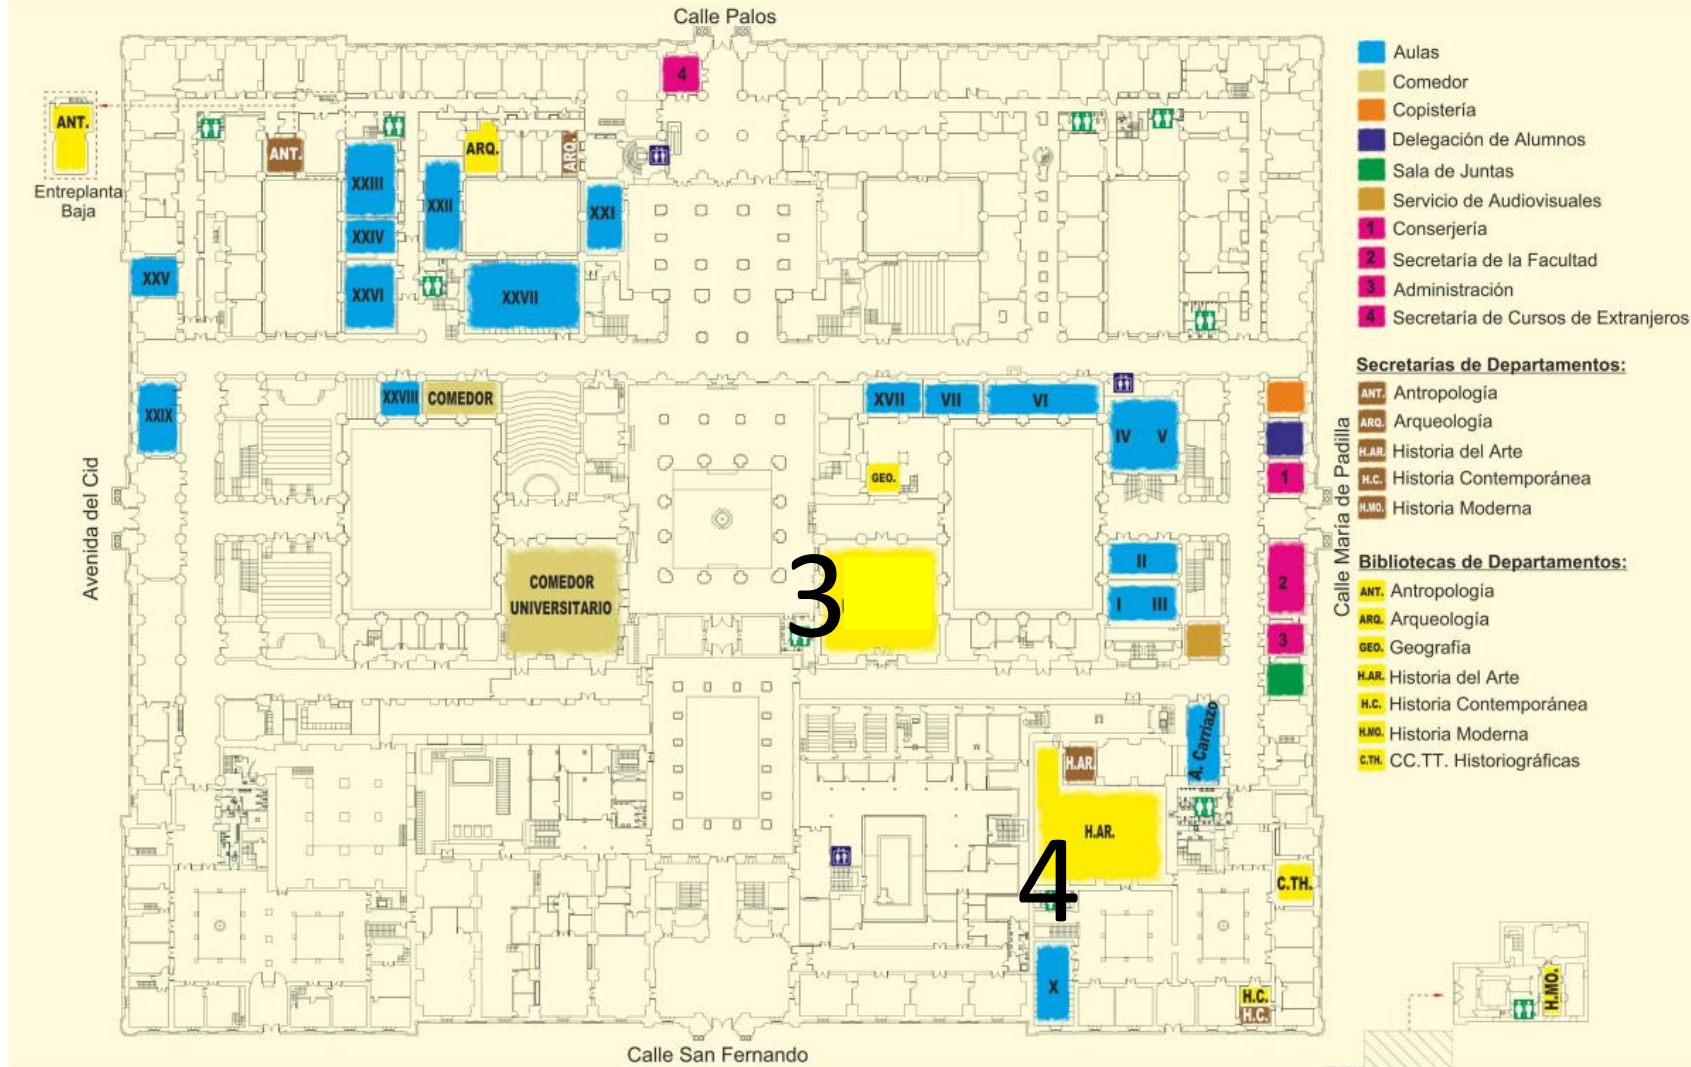 Calle Palos
4
ANT.
Entreplanta
Baja
ANT.
ARQ.
ARQ.
XXIII
XXII
XXI
XXIV
XXV
XXVI
XXVII
XXIX
XXVIII
COMEDOR
XVII
VII
VI
IV
V
GEO.
1
Avenida del Cid
Calle María de Padilla
COMEDOR
UNIVERSITARIO
3
II
I
III
2
3
A. Carriazo
H.AR.
H.AR.
4
C.TH.
X
H.C.
H.C.
H.MO.
Calle San Fernando
Aulas
Comedor
Copistería
Delegación de Alumnos
Sala de Juntas
Servicio de Audiovisuales
1 Conserjería
2 Secretaría de la Facultad
3 Administración
4 Secretaría de Cursos de Extranjeros
Secretarías de Departamentos:
ANT. Antropología
ARQ. Arqueología
H.AR. Historia del Arte
H.C. Historia Contemporánea
H.MO. Historia Moderna
Bibliotecas de Departamentos:
ANT. Antropología
ARQ. Arqueología
GEO. Geografía
H.AR. Historia del Arte
H.C. Historia Contemporánea
H.MO. Historia Moderna
C.TH. CC.TT. Historiográficas